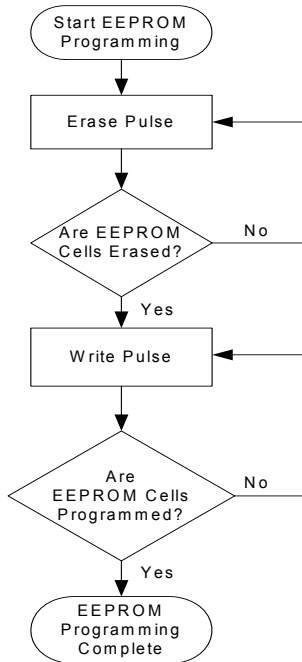 Start EEPROM
Programming
Erase Pulse
Are EEPROM
Cells Erased?
No
Yes
Write Pulse
Are
EEPROM Cells
Programmed?
No
Yes
EEPROM
Programming
Complete